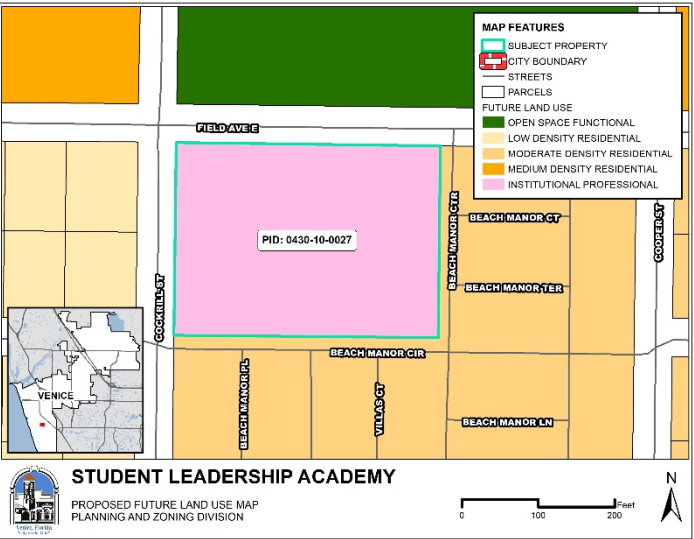 MAP FEATURES
SUBJECT PROPERTY
CITY BOUNDARY
STREETS
PARCELS
FUTURE LAND USE
OPEN SPACE FUNCTIONAL
LOW DENSITY RESIDENTIAL
MODERATE DENSITY RESIDENTIAL
MEDIUM DENSITY RESIDENTIAL
INSTITUTIONAL PROFESSIONAL
FIELD AVE E
PID: 0430-10-0027
COCKRILL ST
BEACH MANOR CTR
BEACH MANOR CT
COOPER ST
BEACH MANOR TER
BEACH MANOR CIR
BEACH MANOR PL
VILLAS CT
BEACH MANOR LN
VENICE
STUDENT LEADERSHIP ACADEMY
PROPOSED FUTURE LAND USE MAP
PLANNING AND ZONING DIVISION
Venice, Florida
0 100 200 Feet
N